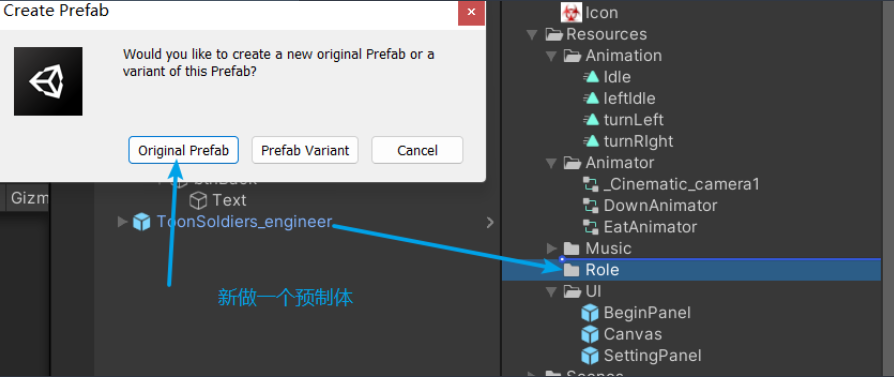 Create Prefab
Would you like to create a new original Prefab or a
variant of this Prefab?
Original Prefab
Prefab Variant
Cancel
Gizm
Text
ToonSoldiers_engineer
新做一个预制体
Icon
Resources
Animation
Idle
leftIdle
turnLeft
turnRIght
Animator
_Cinematic_camera1
DownAnimator
EatAnimator
Music
Role
UI
BeginPanel
Canvas
SettingPanel